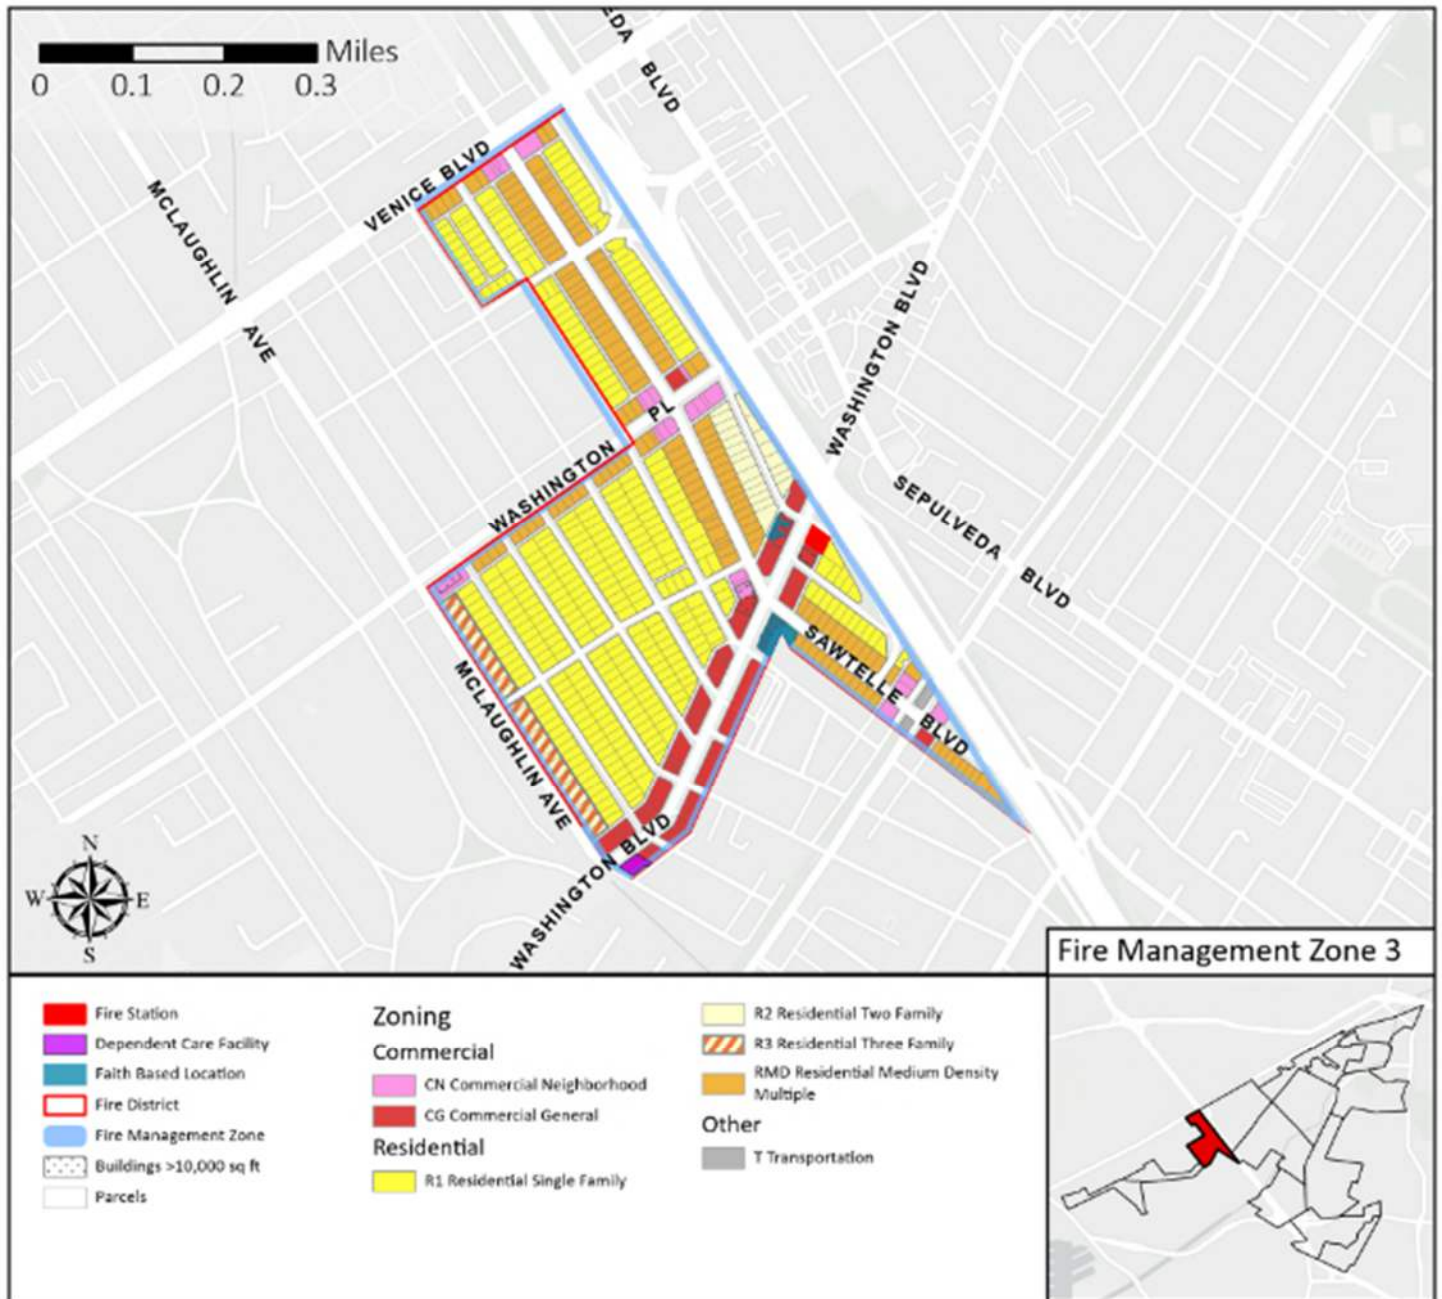 Miles
0 0.1 0.2 0.3
EDA BLVD
VENICE BLVD
MCLAUGHLIN AVE
WASHINGTON BLVD
WASHINGTON PL
SEPULVEDA BLVD
SAWTELLE BLVD
MCLAUGHLIN AVE
WASHINGTON BLVD
N
W E
S
Fire Management Zone 3
Fire Station
Dependent Care Facility
Faith Based Location
Fire District
Fire Management Zone
Buildings >10,000 sq ft
Parcels
Zoning
Commercial
CN Commercial Neighborhood
CG Commercial General
Residential
R1 Residential Single Family
R2 Residential Two Family
R3 Residential Three Family
RMD Residential Medium Density
Multiple
Other
T Transportation